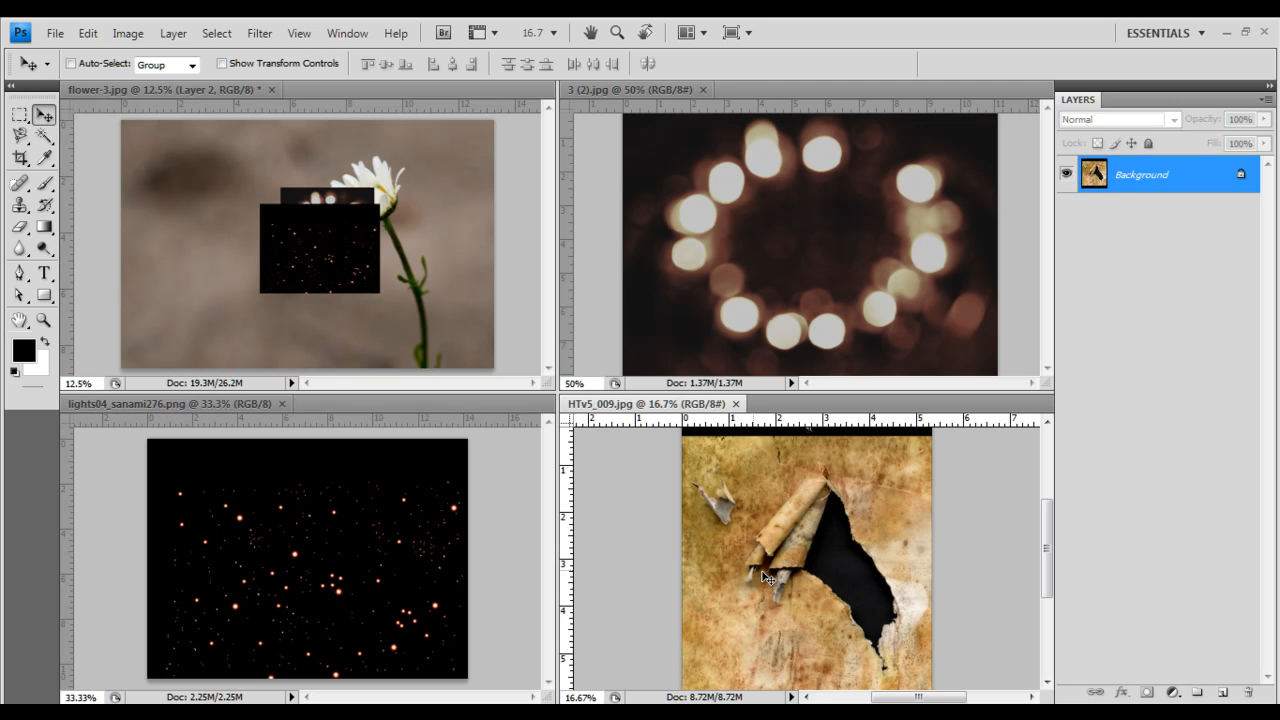 Ps File Edit Image Layer Select Filter View Window Help Br 16.7 ESSENTIALS
Auto-Select: Group Show Transform Controls
flower-3.jpg @ 12.5% (Layer 2, RGB/8) *
3 (2).jpg @ 50% (RGB/8#)
LAYERS
Normal Opacity: 100%
Lock: Fill: 100%
Background
T
12.5% Doc: 19.3M/26.2M
50% Doc: 1.37M/1.37M
lights04_sanami276.png @ 33.3% (RGB/8)
HTv5_009.jpg @ 16.7% (RGB/8#)
33.33% Doc: 2.25M/2.25M
16.67% Doc: 8.72M/8.72M